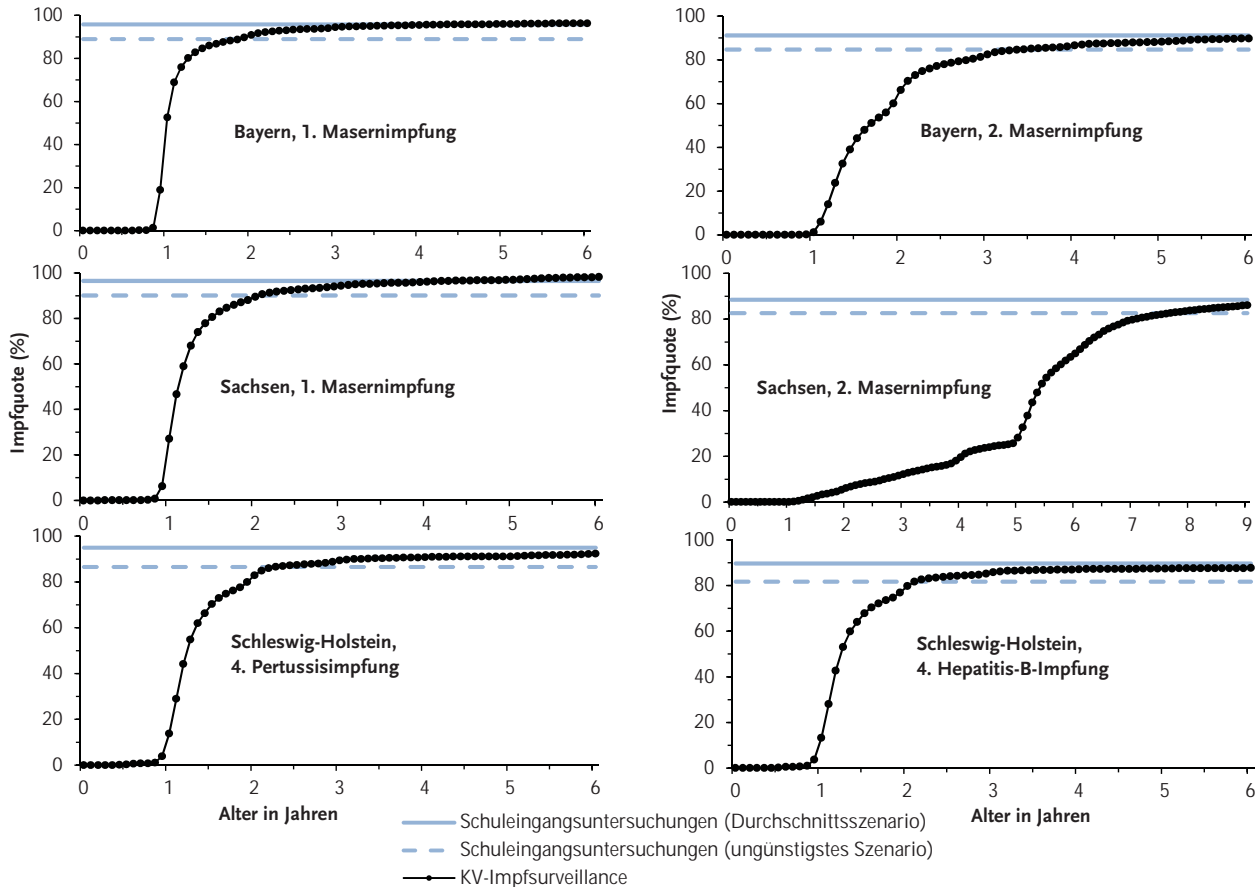 100
80
60
40
20
0
Bayern, 1. Masernimpfung
0 1 2 3 4 5 6
100
80
60
40
20
0
Bayern, 2. Masernimpfung
0 1 2 3 4 5 6
Impfquote (%)
100
80
60
40
20
0
Sachsen, 1. Masernimpfung
0 1 2 3 4 5 6
Impfquote (%)
100
80
60
40
20
0
Sachsen, 2. Masernimpfung
0 1 2 3 4 5 6 7 8 9
100
80
60
40
20
0
Schleswig-Holstein,
4. Pertussisimpfung
0 1 2 3 4 5 6
Alter in Jahren
100
80
60
40
20
0
Schleswig-Holstein,
4. Hepatitis-B-Impfung
0 1 2 3 4 5 6
Alter in Jahren
Schuleingangsuntersuchungen (Durchschnittsszenario)
Schuleingangsuntersuchungen (ungünstigstes Szenario)
KV-Impfsurveillance